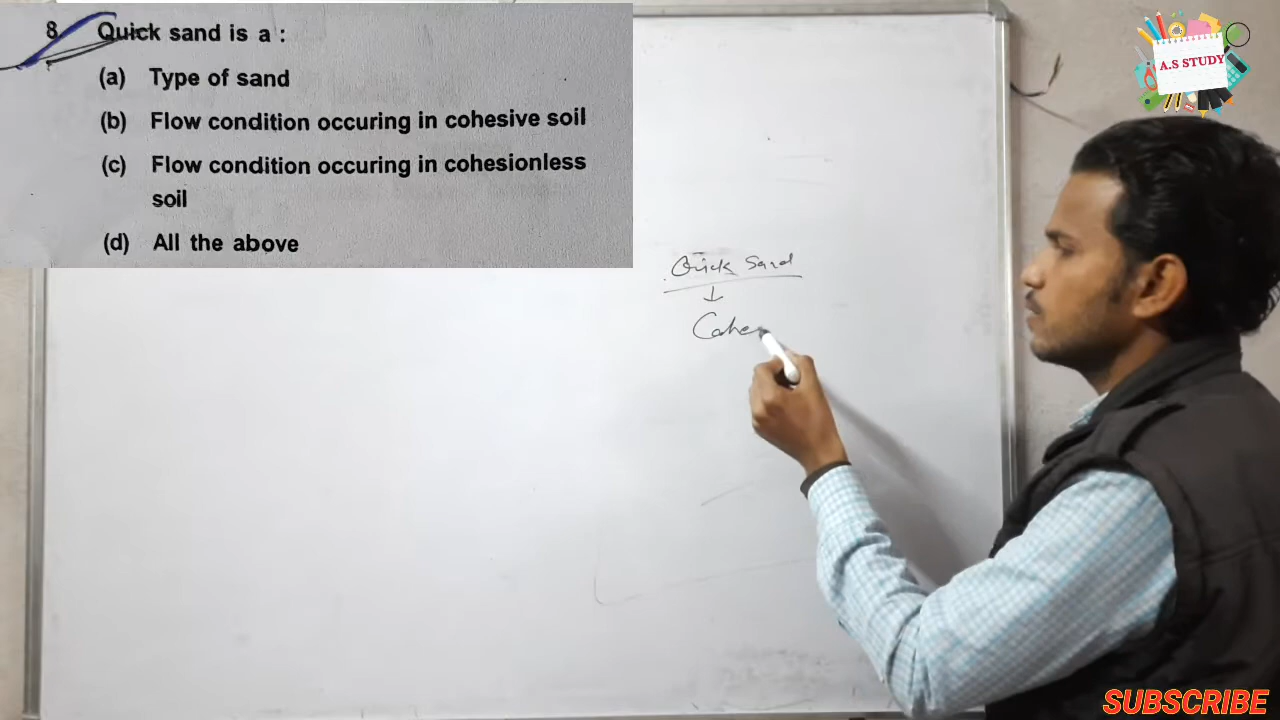 8. Quick sand is a :
(a) Type of sand
(b) Flow condition occuring in cohesive soil
(c) Flow condition occuring in cohesionless
soil
(d) All the above
A.S STUDY
Quick Sand
↓
Cohes
SUBSCRIBE